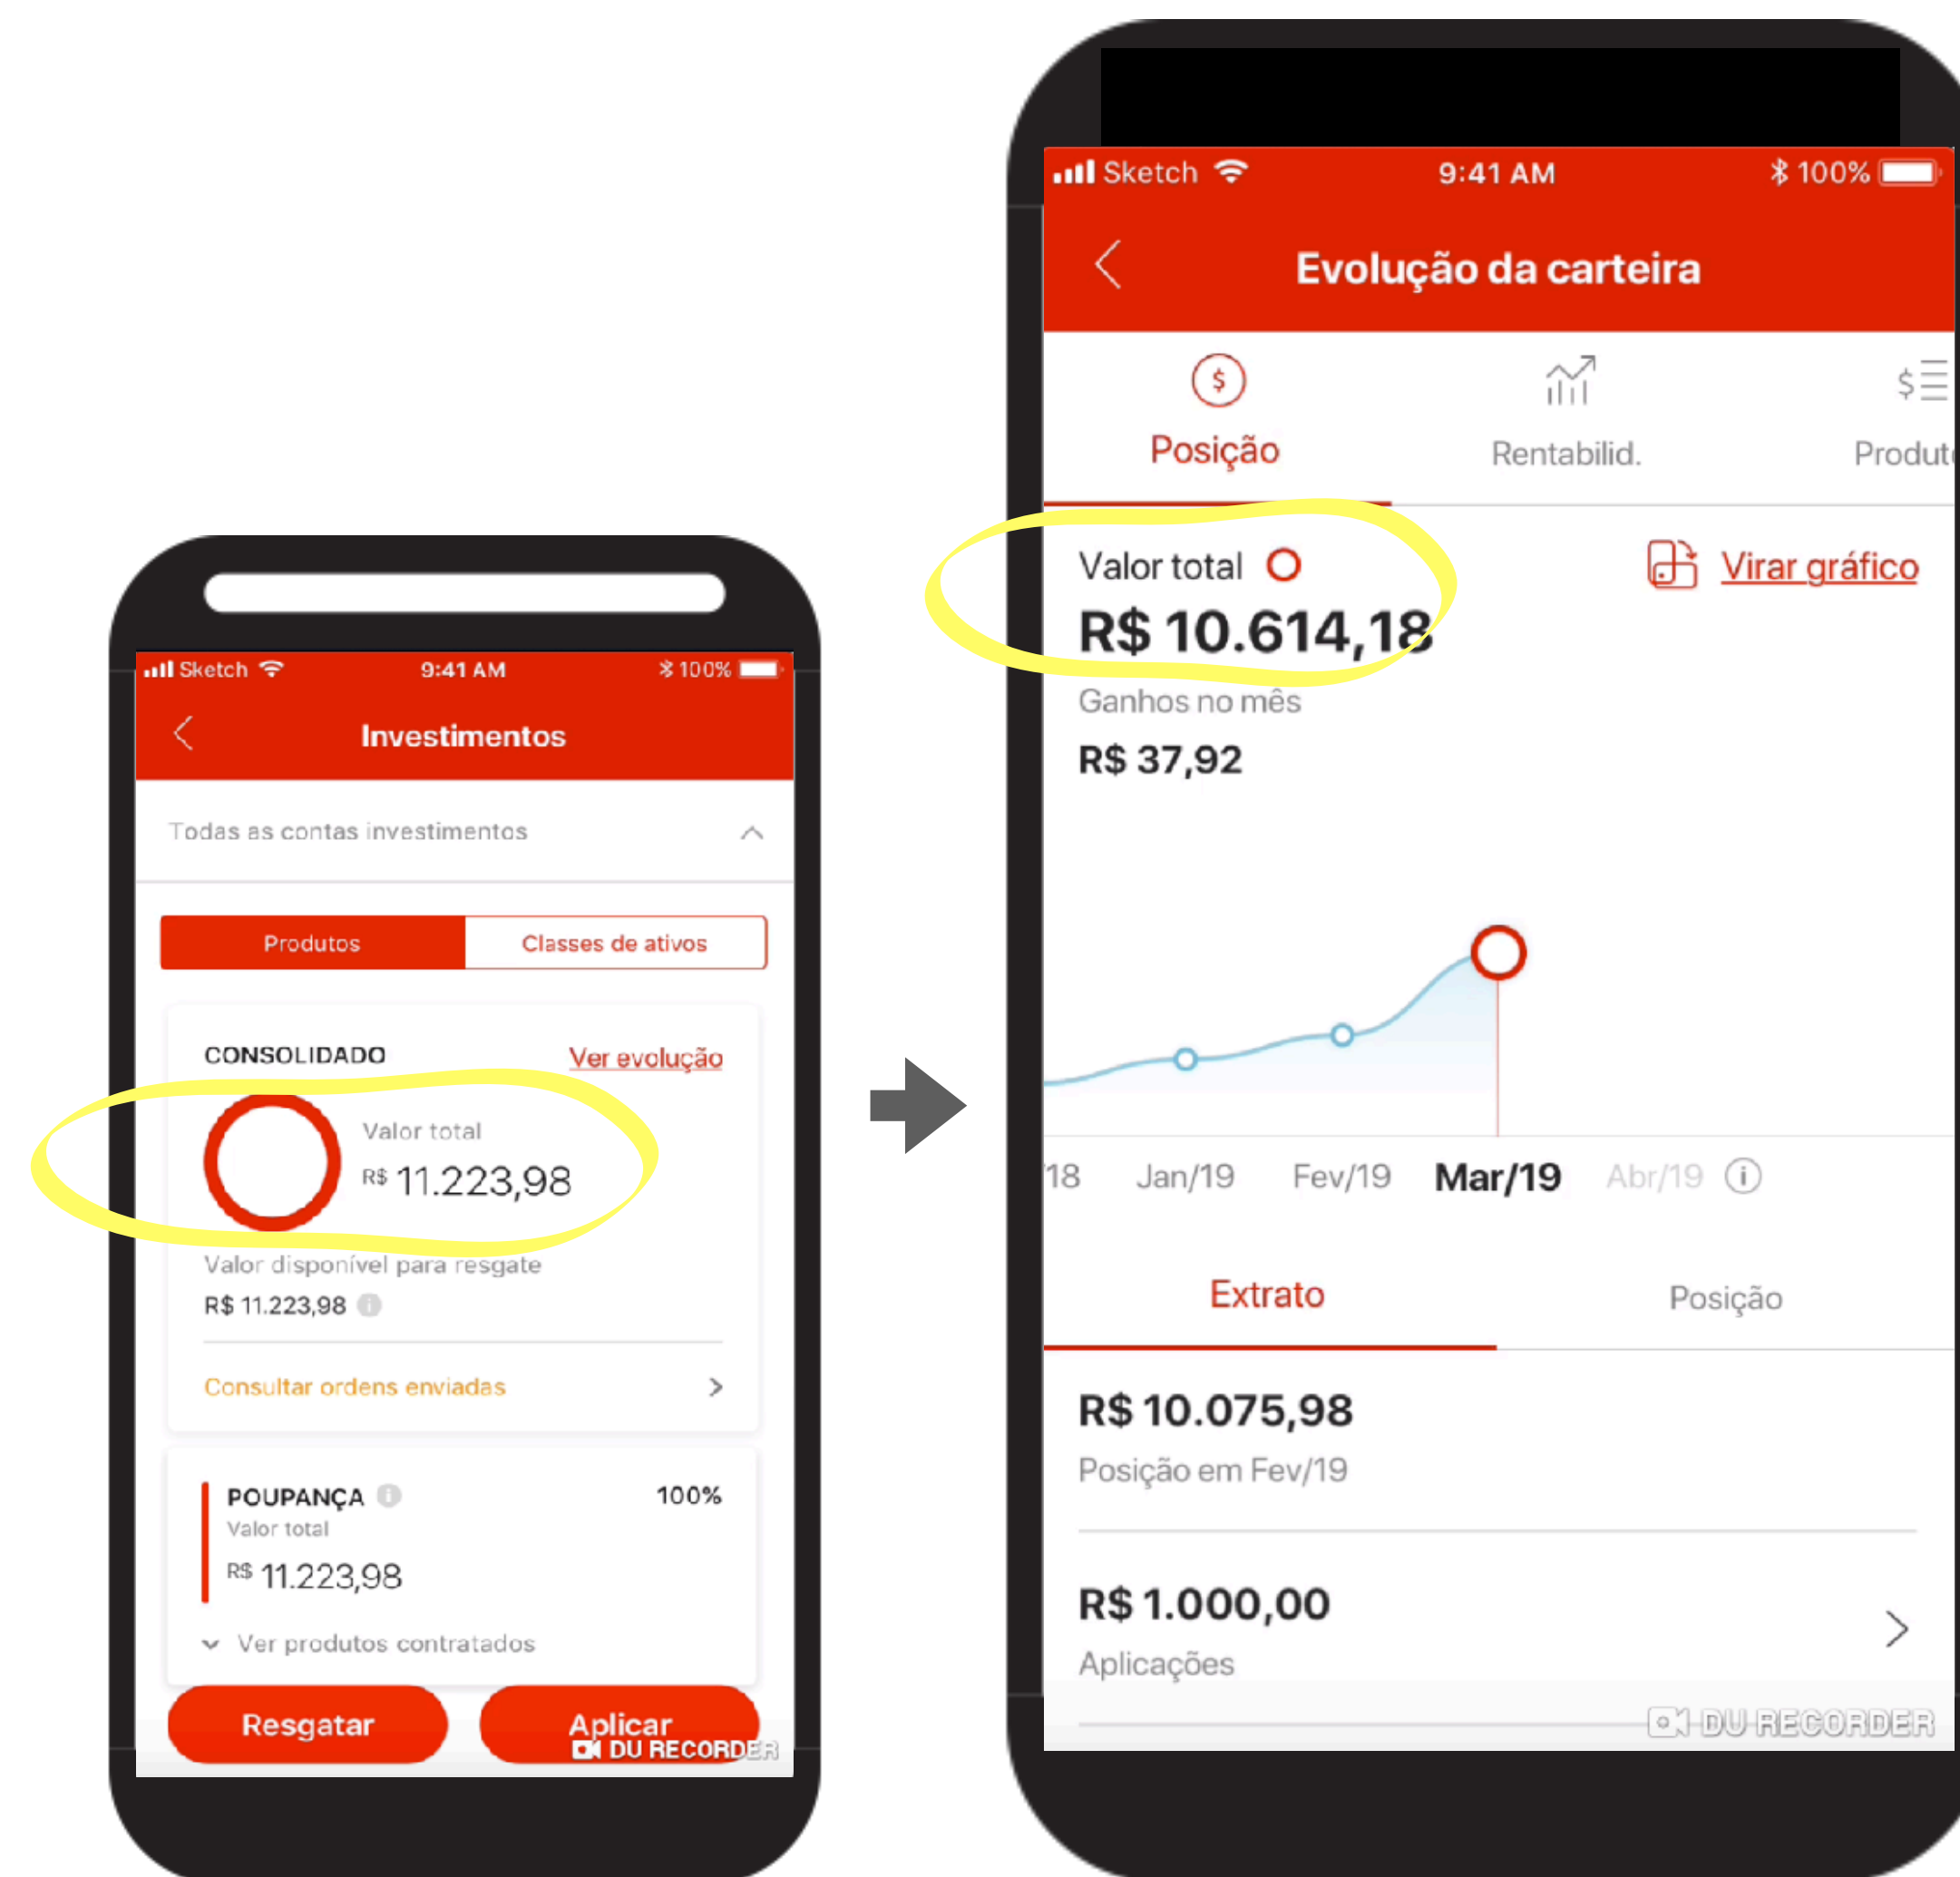 Sketch 9:41 AM 100%
Investimentos
Todas as contas investimentos
Produtos Classes de ativos
CONSOLIDADO Ver evolução
Valor total
R$ 11.223,98
Valor disponível para resgate
R$ 11.223,98
Consultar ordens enviadas
POUPANÇA 100%
Valor total
R$ 11.223,98
Ver produtos contratados
Resgatar Aplicar
DU RECORDER
Sketch 9:41 AM 100%
Evolução da carteira
Posição Rentabilid. Produt
Valor total Virar gráfico
R$ 10.614,18
Ganhos no mês
R$ 37,92
'18 Jan/19 Fev/19 Mar/19 Abr/19
Extrato Posição
R$ 10.075,98
Posição em Fev/19
R$ 1.000,00
Aplicações
DU RECORDER